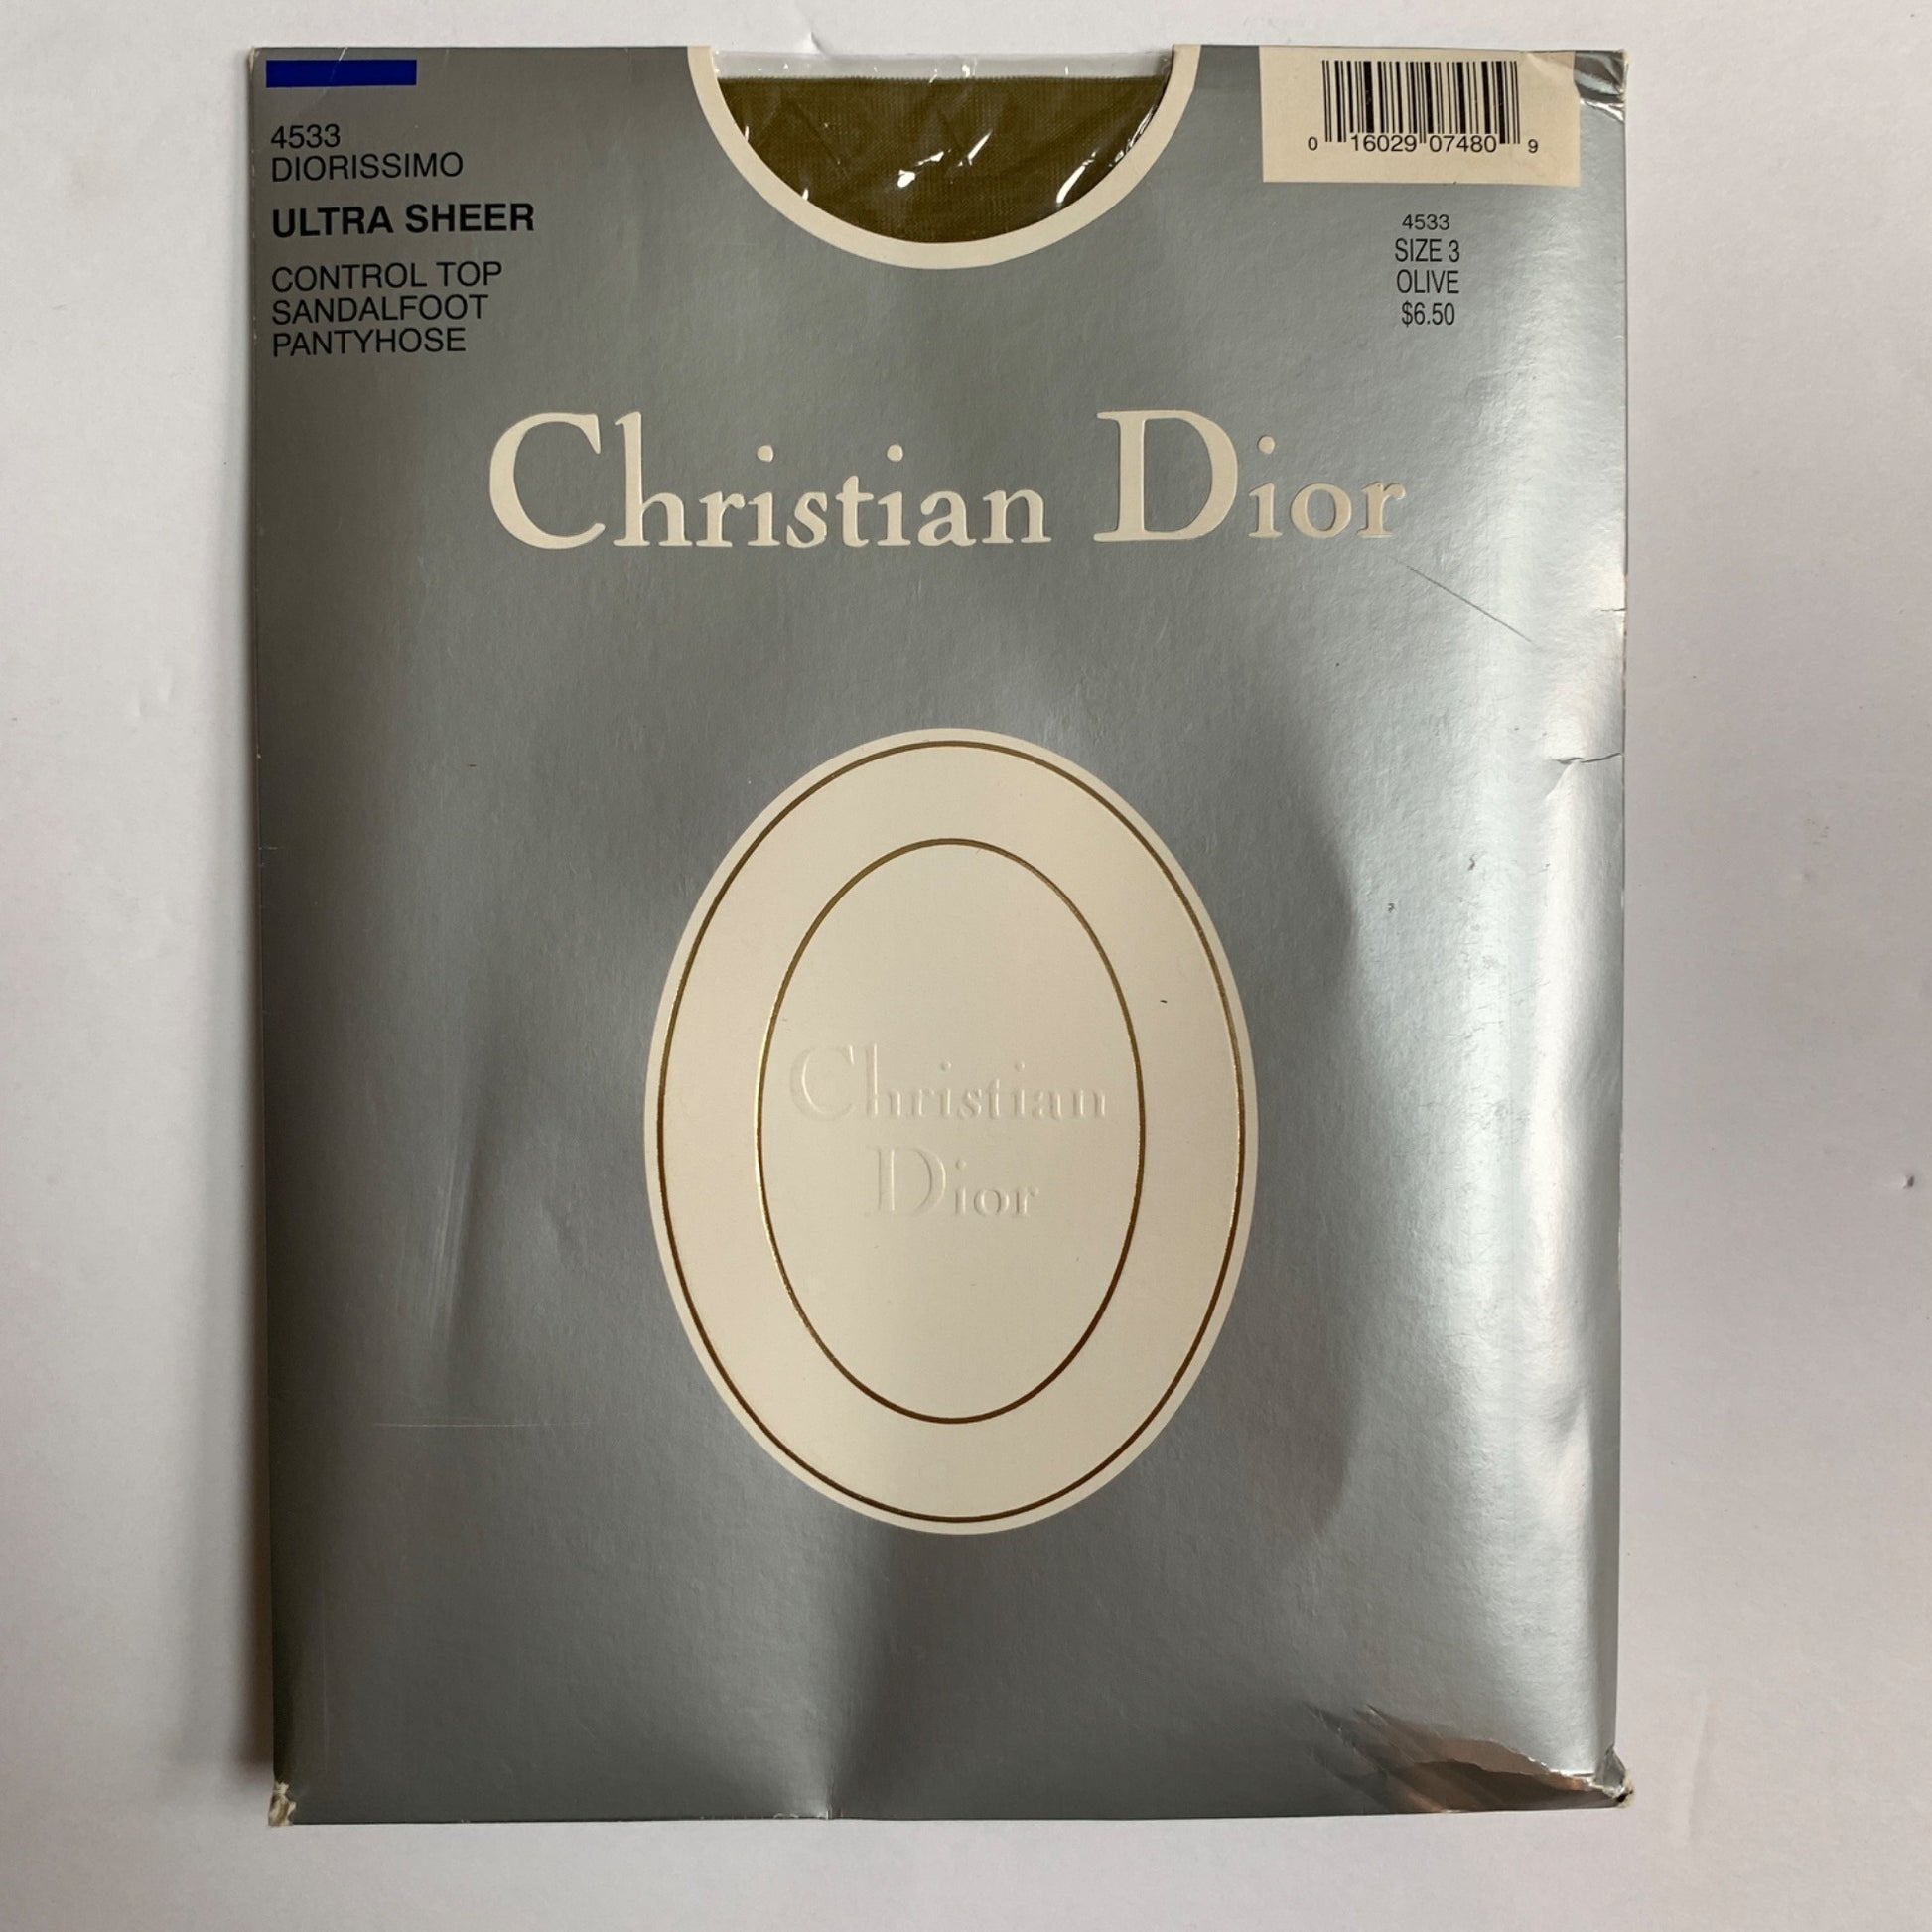 4533
DIORISSIMO
ULTRA SHEER
CONTROL TOP
SANDALFOOT
PANTYHOSE
0 16029 07480 9
4533
SIZE 3
OLIVE
$6.50
Christian Dior
Christian
Dior